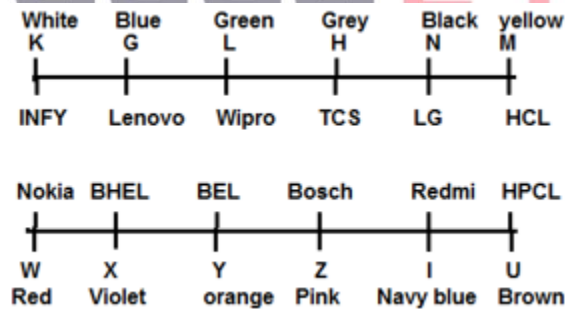 White Blue Green Grey Black yellow
K G L H N M
INFY Lenovo Wipro TCS LG HCL
Nokia BHEL BEL Bosch Redmi HPCL
W X Y Z I U
Red Violet orange Pink Navy blue Brown